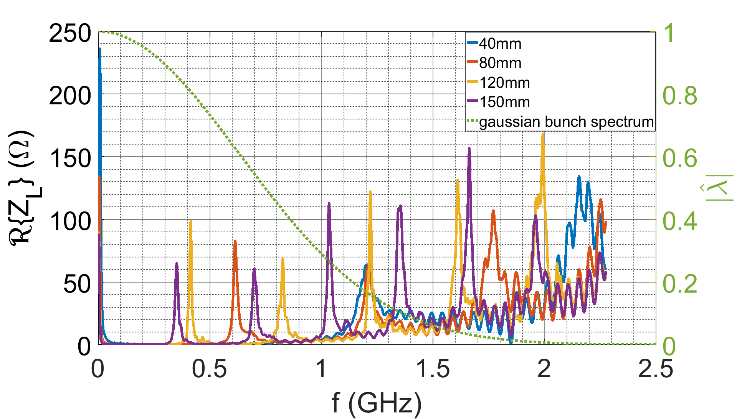 250
200
150
100
50
0
ℜ{Z_L} (Ω)
0
0.5
1
1.5
2
2.5
f (GHz)
1
0.8
0.6
0.4
0.2
0
|λ̂|
40mm
80mm
120mm
150mm
gaussian bunch spectrum